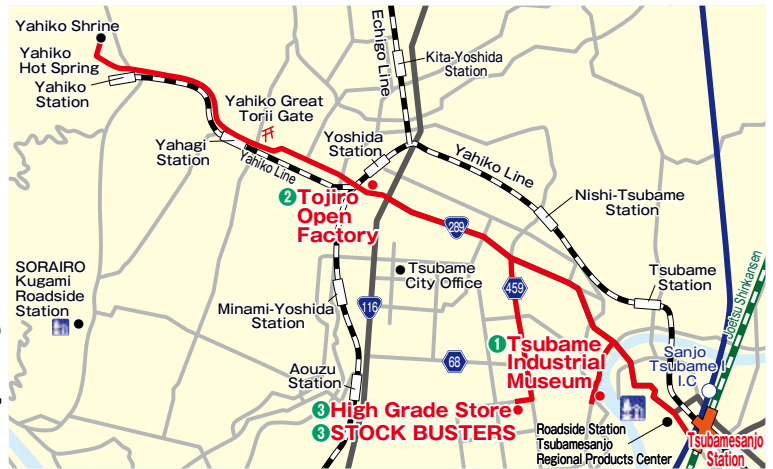 Yahiko Shrine
Yahiko
Hot Spring
Yahiko
Station
Echigo Line
Kita-Yoshida
Station
Yahiko Great
Torii Gate
Yahagi
Station
Yahiko Line
Yoshida
Station
Yahiko Line
2 Tojiro
Open
Factory
289
Nishi-Tsubame
Station
SORAIRO
Kugami
Roadside
Station
Tsubame
City Office
459
Tsubame
Station
Joetsu Shinkansen
Minami-Yoshida
Station
116
68
1 Tsubame
Industrial
Museum
Sanjo
Tsubame I
I.C
Aouzu
Station
3 High Grade Store
3 STOCK BUSTERS
Roadside Station
Tsubamesanjo
Regional Products Center
Tsubamesanjo
Station